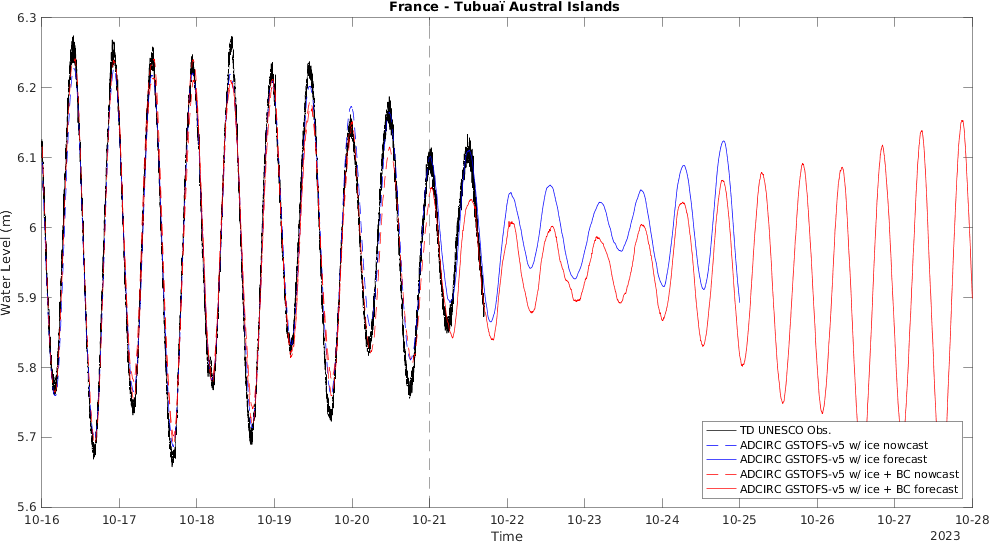 France - Tubuaï Austral Islands
6.3
6.2
6.1
6
5.9
5.8
5.7
5.6
Water Level (m)
TD UNESCO Obs.
ADCIRC GSTOFS-v5 w/ ice nowcast
ADCIRC GSTOFS-v5 w/ ice forecast
ADCIRC GSTOFS-v5 w/ ice + BC nowcast
ADCIRC GSTOFS-v5 w/ ice + BC forecast
10-16 10-17 10-18 10-19 10-20 10-21 10-22 10-23 10-24 10-25 10-26 10-27 10-28
Time
2023